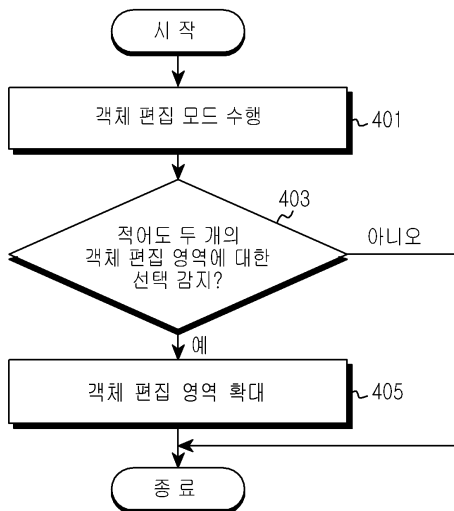 시 작
객체 편집 모드 수행
401
403
적어도 두 개의
객체 편집 영역에 대한
선택 감지?
아니오
예
객체 편집 영역 확대
405
종 료